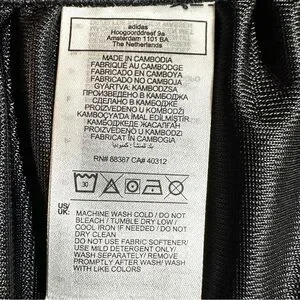 adidas
Hoogoorddreef 9a
Amsterdam 1101 BA
The Netherlands
MADE IN CAMBODIA
FABRIQUÉ AU CAMBODGE
FABRICADO EN CAMBOYA
FABRICADO NO CAMBOJA
GYÁRTVA: KAMBODZSA
ПРОИЗВЕДЕНО В КАМБОДЖА
СДЕЛАНО В КАМБОДЖЕ
PROIZVEDENO U KAMBODŽI
KAMBOÇYA'DA İMAL EDİLMİŞTİR
КАМБОДЖАДА ЖАСАЛҒАН
PROIZVEDENO U KAMBODŽI
FABRICAT ÎN CAMBOGIA
RN# 88387 CA# 40312
30
US/
UK:
MACHINE WASH COLD / DO NOT
BLEACH / TUMBLE DRY LOW /
COOL IRON IF NEEDED / DO NOT
DRY CLEAN
DO NOT USE FABRIC SOFTENER/
USE MILD DETERGENT ONLY/
WASH SEPARATELY/ REMOVE
PROMPTLY AFTER WASH/ WASH
WITH LIKE COLORS